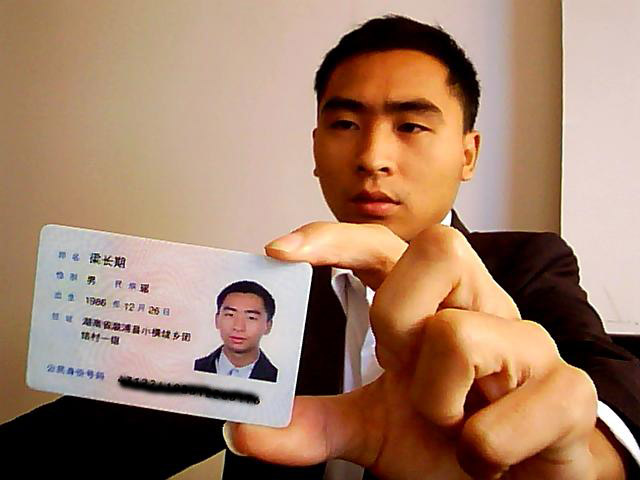 姓名 梁长期
性别 男 民族 瑶
出生 1986 年 12 月 26 日
住址 湖南省溆浦县小横垅乡团
结村一组
公民身份号码